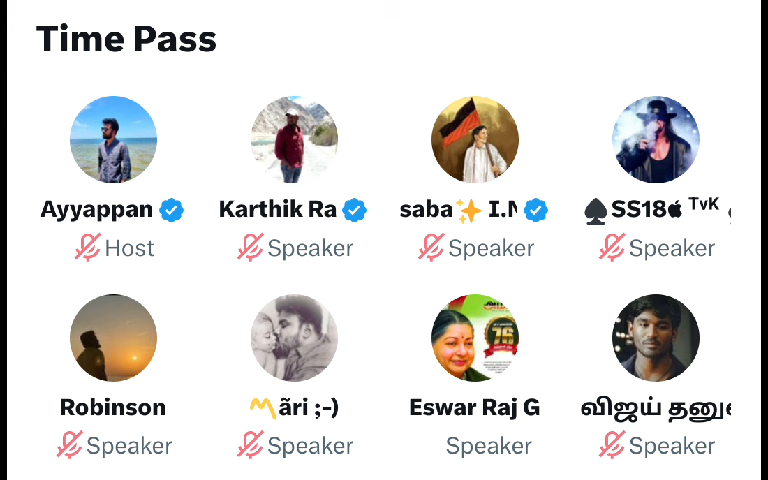 Time Pass
Ayyappan Karthik Ra saba✨ I.N ♠SS18 TvK
Host Speaker Speaker Speaker
76
Robinson 〽️ãri ;-) Eswar Raj G விஜய் தனு
Speaker Speaker Speaker Speaker